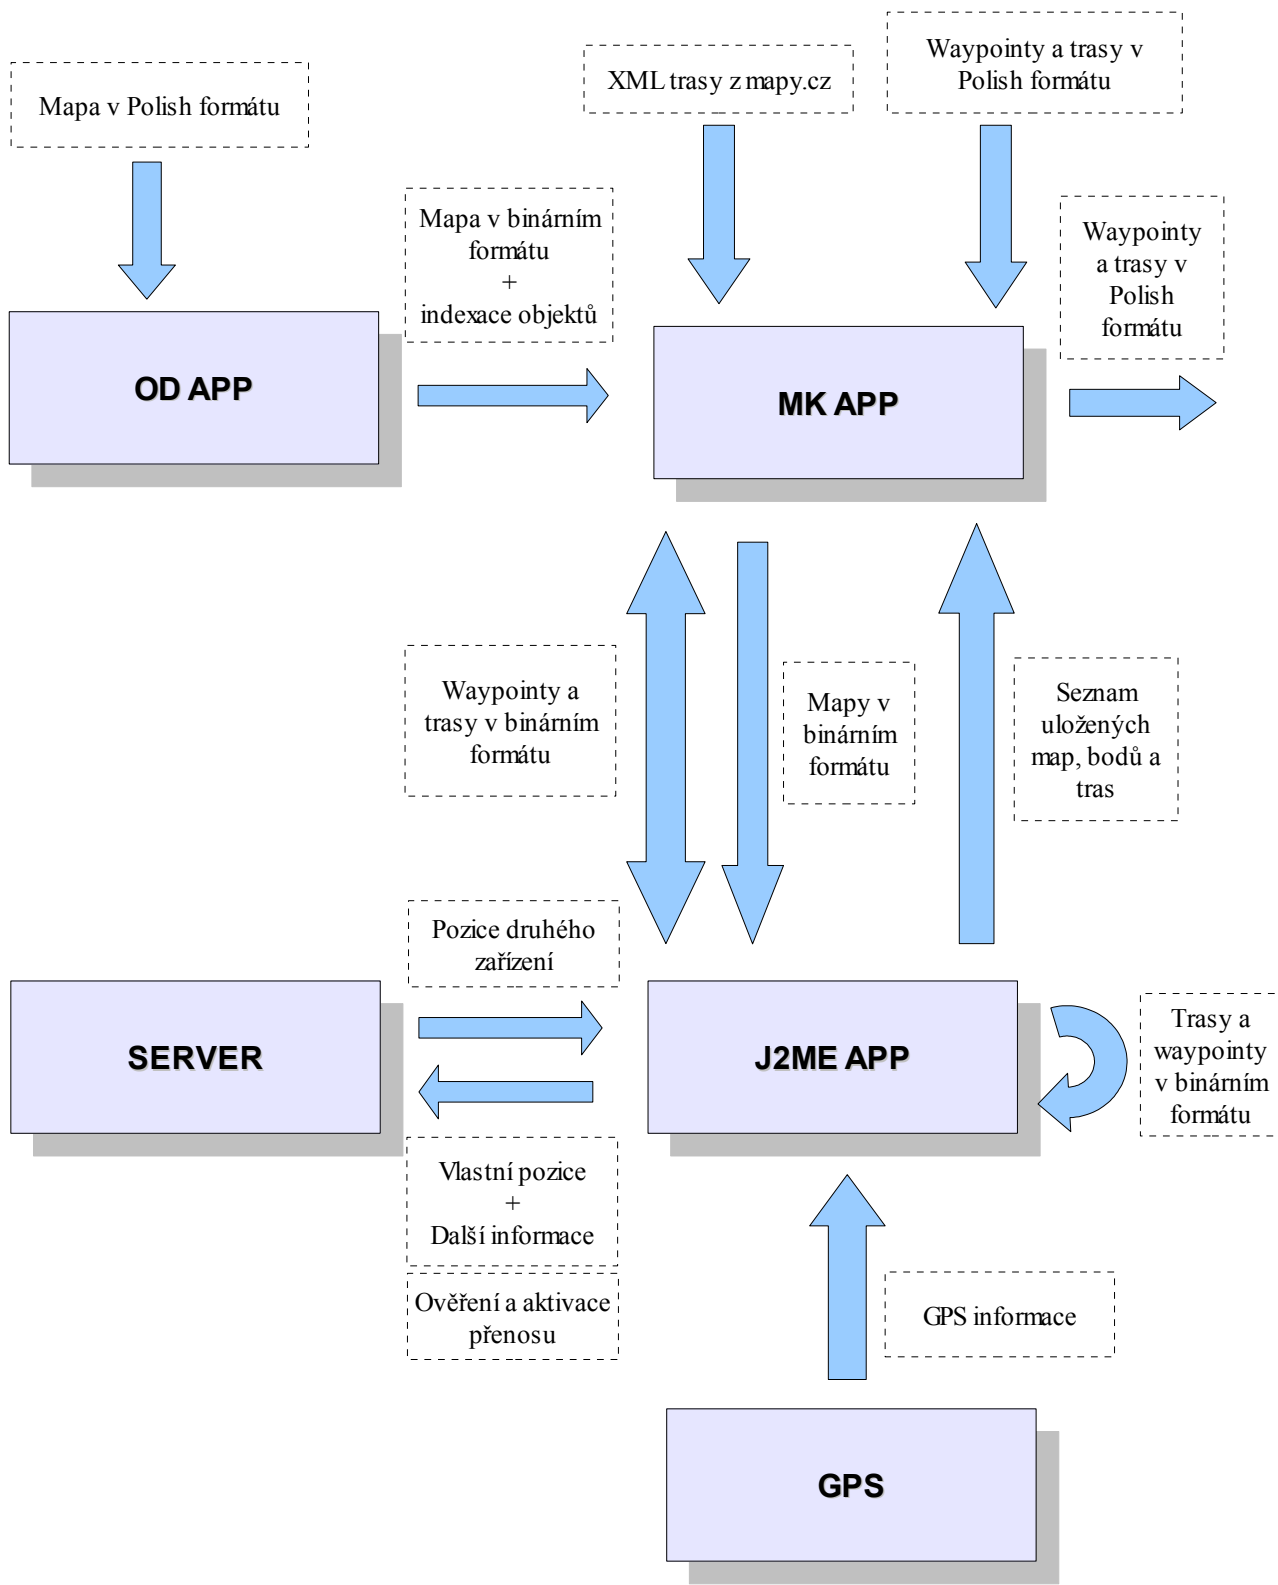 Mapa v Polish formátu
XML trasy z mapy.cz
Waypointy a trasy v
Polish formátu
Mapa v binárním
formátu
+
indexace objektů
Waypointy
a trasy v
Polish
formátu
OD APP
MK APP
Waypointy a
trasy v binárním
formátu
Mapy v
binárním
formátu
Seznam
uložených
map, bodů a
tras
Pozice druhého
zařízení
SERVER
J2ME APP
Trasy a
waypointy
v binárním
formátu
Vlastní pozice
+
Další informace
Ověření a aktivace
přenosu
GPS informace
GPS